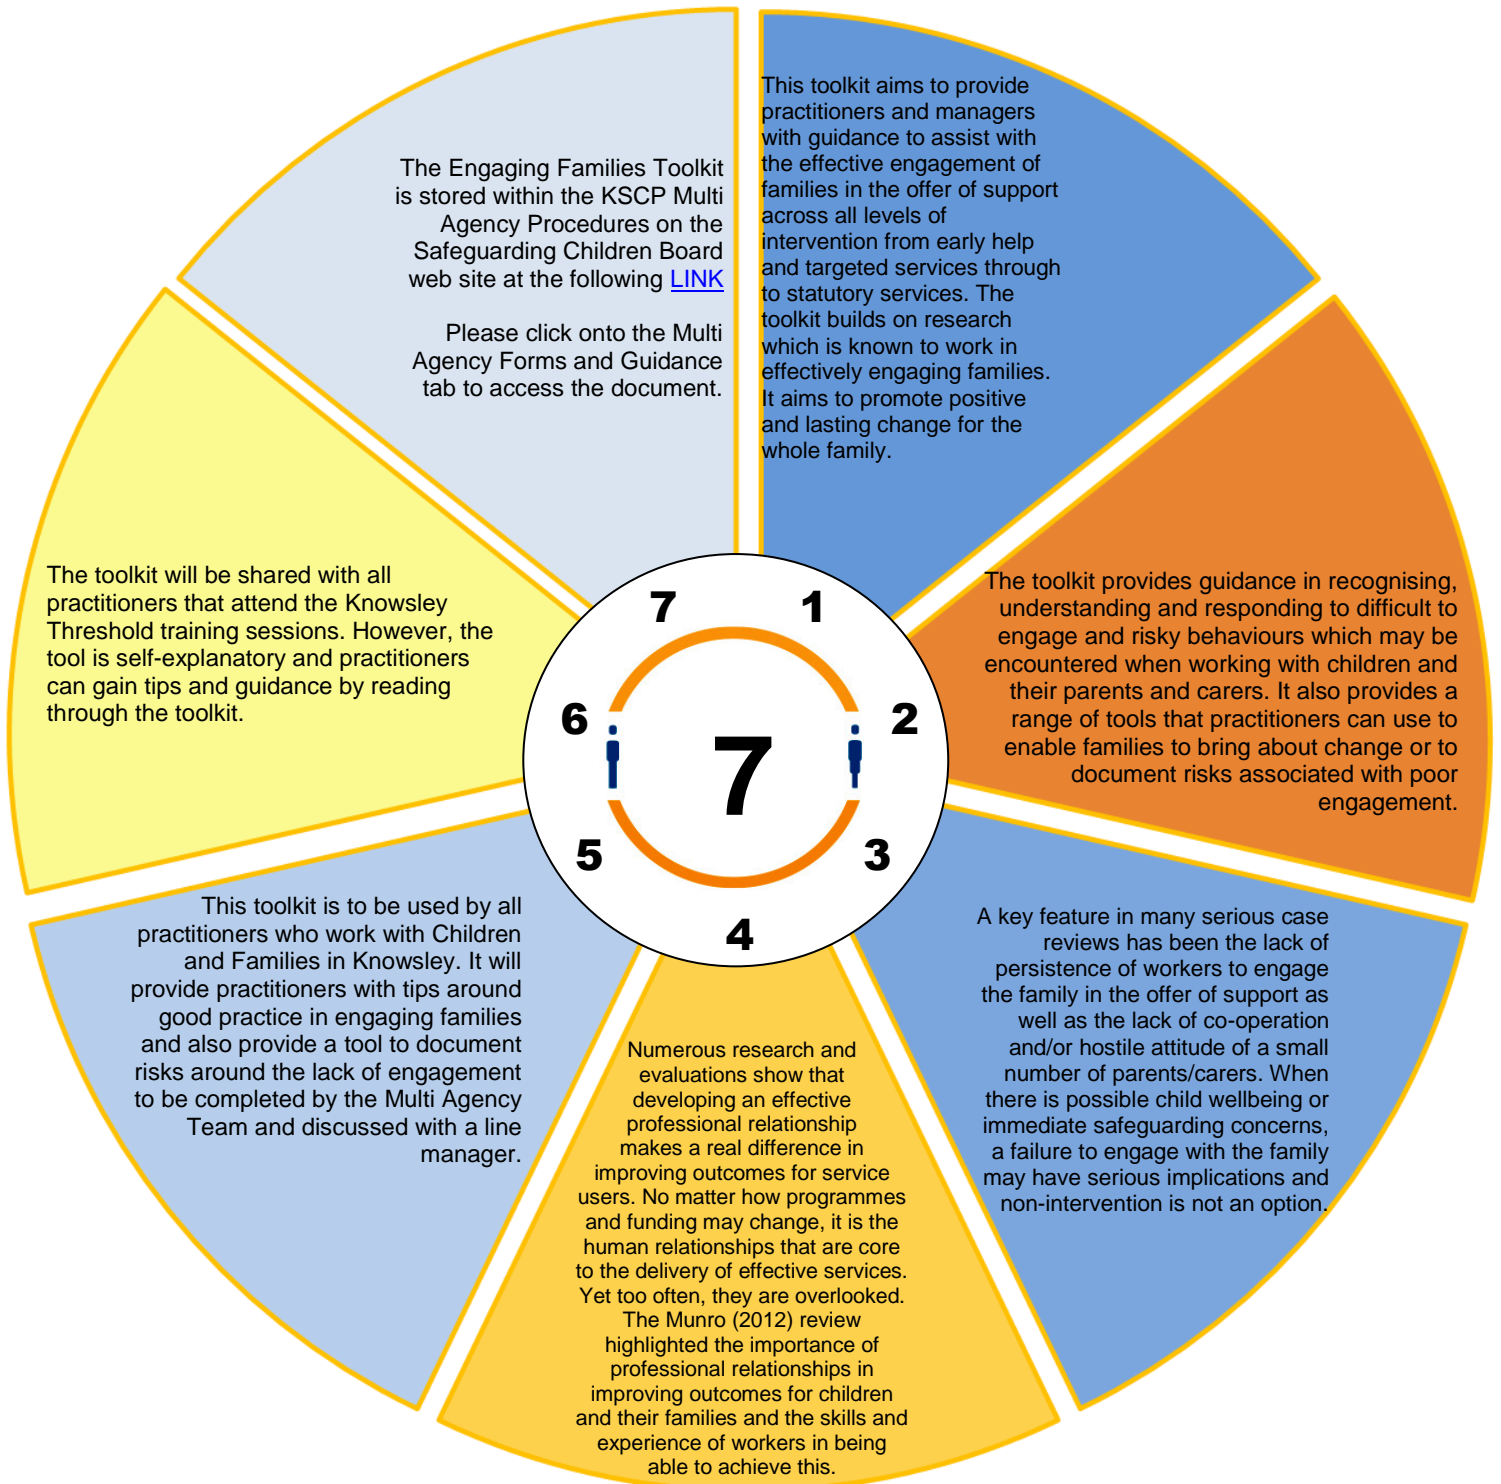 This toolkit aims to provide
practitioners and managers
with guidance to assist with
the effective engagement of
families in the offer of support
across all levels of
intervention from early help
and targeted services through
to statutory services. The
toolkit builds on research
which is known to work in
effectively engaging families.
It aims to promote positive
and lasting change for the
whole family.
The toolkit provides guidance in recognising,
understanding and responding to difficult to
engage and risky behaviours which may be
encountered when working with children and
their parents and carers. It also provides a
range of tools that practitioners can use to
enable families to bring about change or to
document risks associated with poor
engagement.
A key feature in many serious case
reviews has been the lack of
persistence of workers to engage
the family in the offer of support as
well as the lack of co-operation
and/or hostile attitude of a small
number of parents/carers. When
there is possible child wellbeing or
immediate safeguarding concerns,
a failure to engage with the family
may have serious implications and
non-intervention is not an option.
Numerous research and
evaluations show that
developing an effective
professional relationship
makes a real difference in
improving outcomes for service
users. No matter how programmes
and funding may change, it is the
human relationships that are core
to the delivery of effective services.
Yet too often, they are overlooked.
The Munro (2012) review
highlighted the importance of
professional relationships in
improving outcomes for children
and their families and the skills and
experience of workers in being
able to achieve this.
This toolkit is to be used by all
practitioners who work with Children
and Families in Knowsley. It will
provide practitioners with tips around
good practice in engaging families
and also provide a tool to document
risks around the lack of engagement
to be completed by the Multi Agency
Team and discussed with a line
manager.
The toolkit will be shared with all
practitioners that attend the Knowsley
Threshold training sessions. However, the
tool is self-explanatory and practitioners
can gain tips and guidance by reading
through the toolkit.
The Engaging Families Toolkit
is stored within the KSCP Multi
Agency Procedures on the
Safeguarding Children Board
web site at the following LINK
Please click onto the Multi
Agency Forms and Guidance
tab to access the document.
1
2
3
4
5
6
7
7